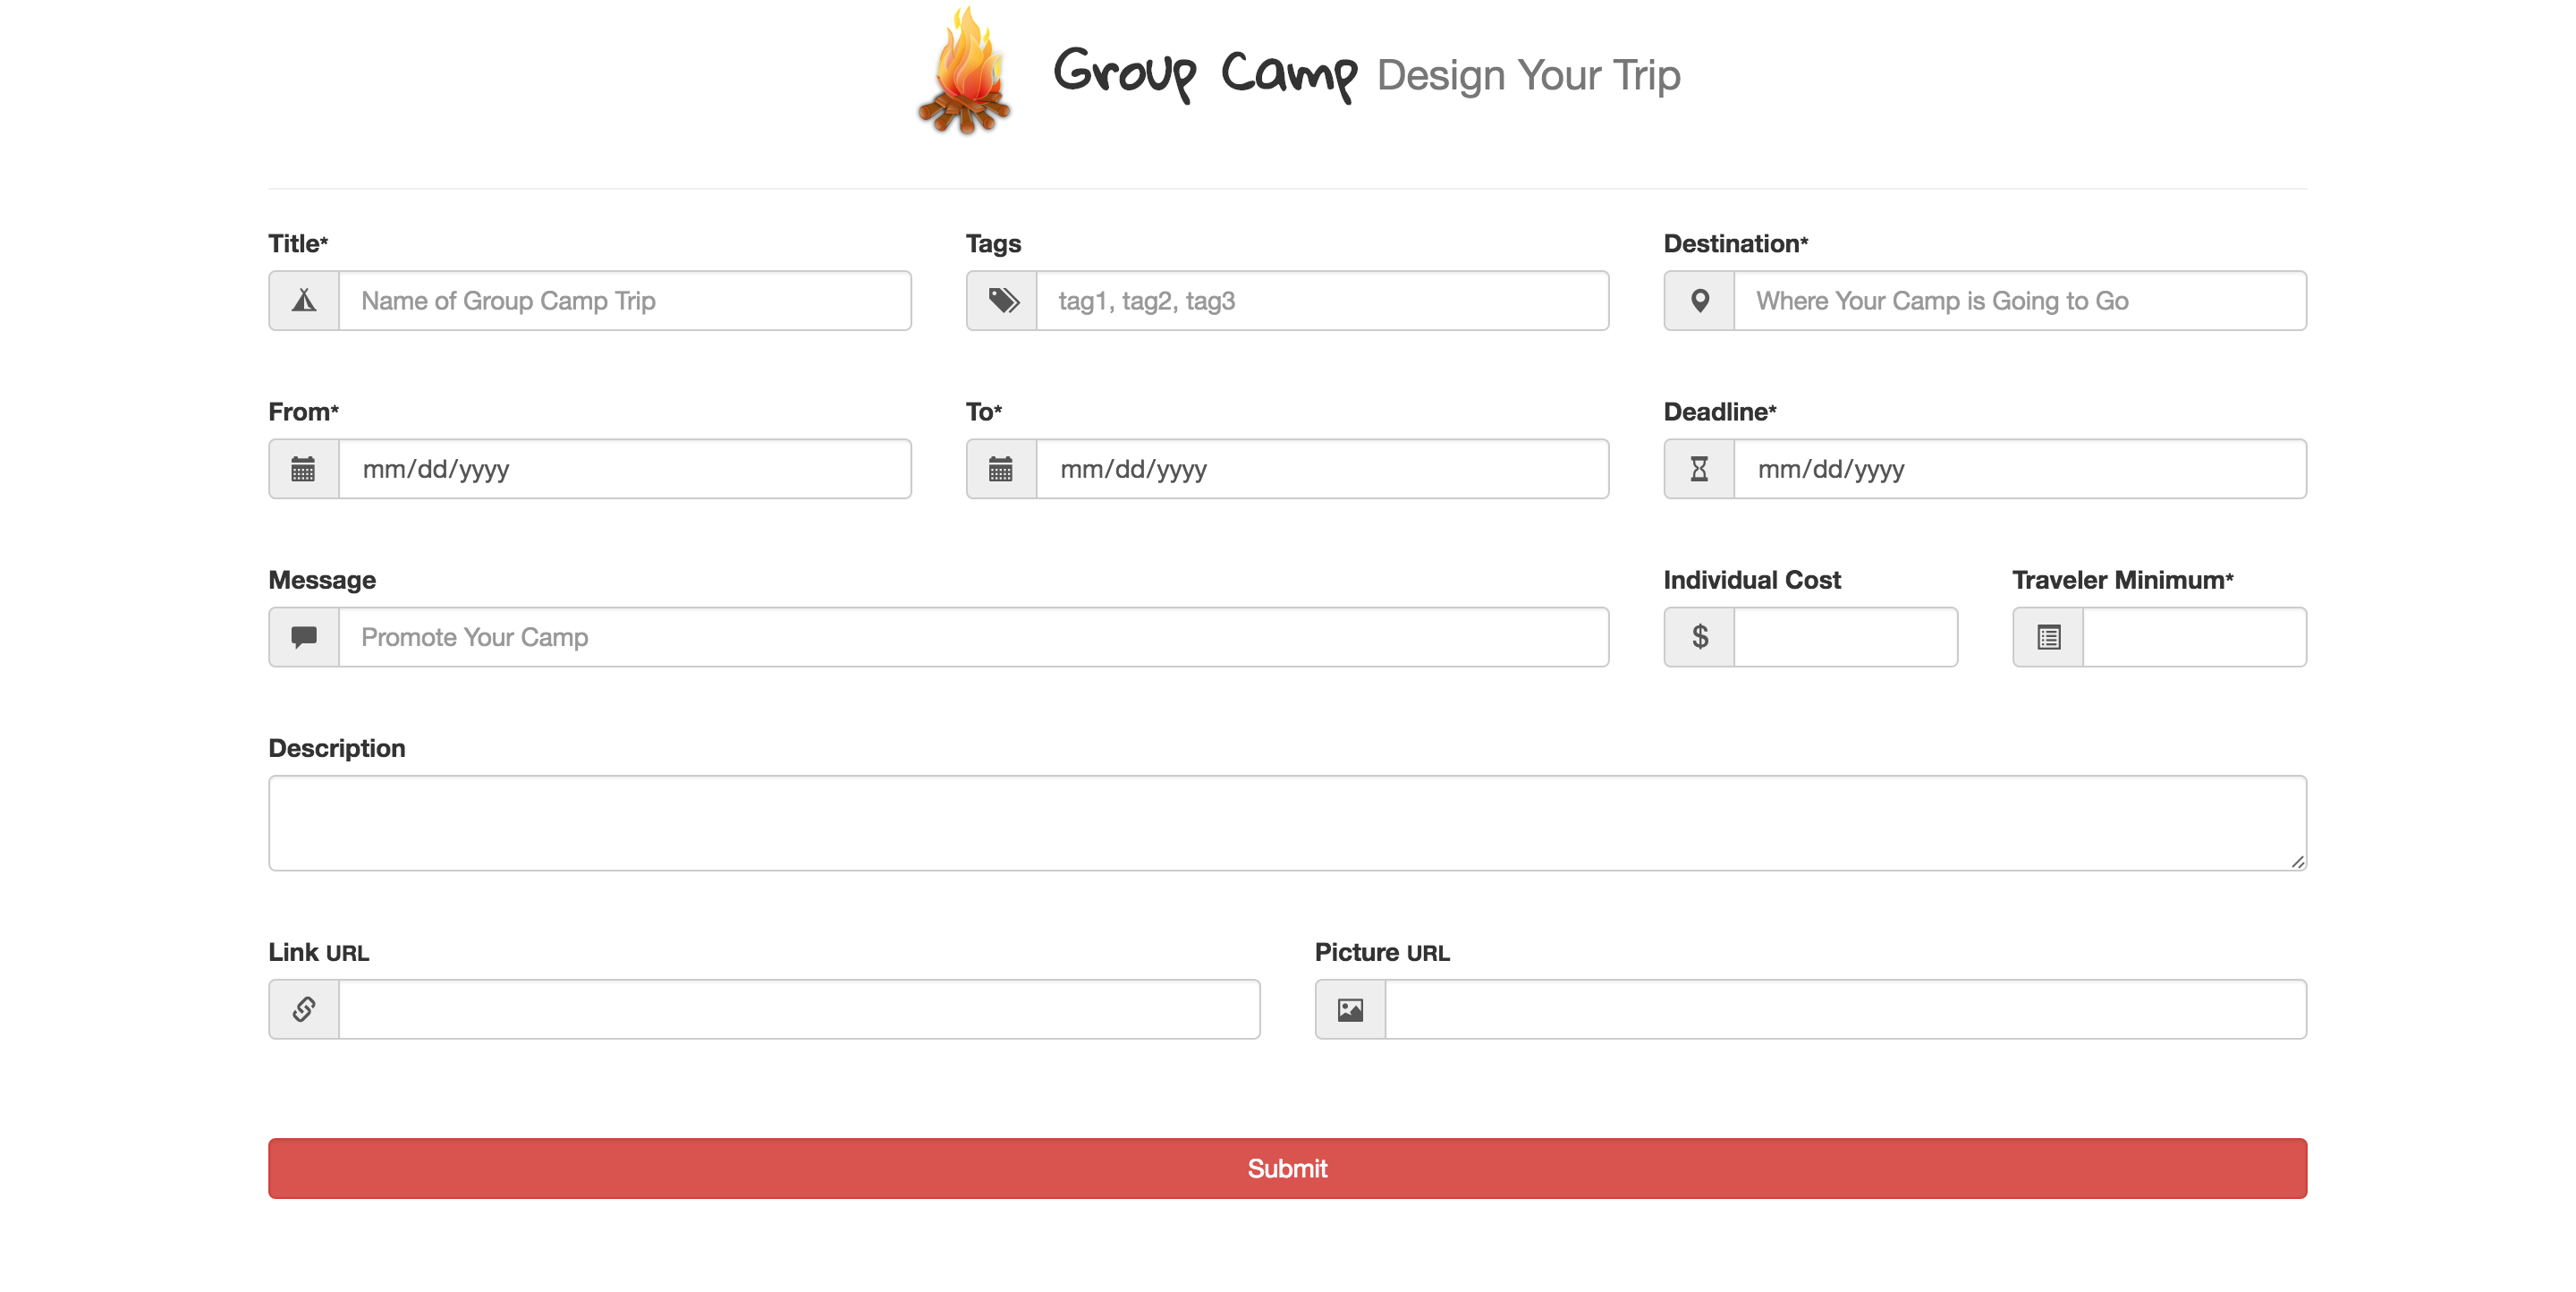 Group Camp Design Your Trip
Title* Tags Destination*
Name of Group Camp Trip tag1, tag2, tag3 Where Your Camp is Going to Go
From* To* Deadline*
mm/dd/yyyy mm/dd/yyyy mm/dd/yyyy
Message Individual Cost Traveler Minimum*
Promote Your Camp $
Description
Link URL Picture URL
Submit